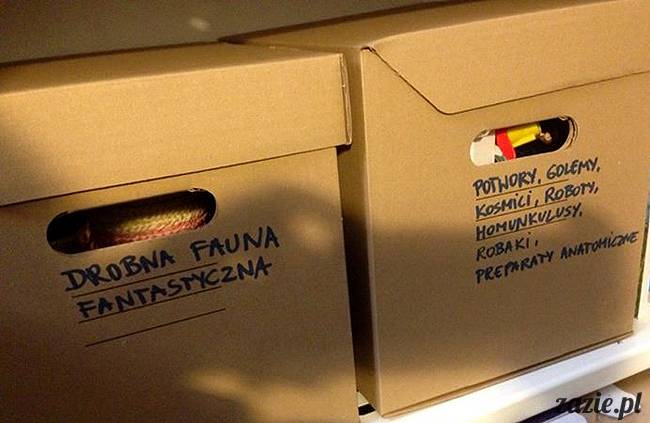 DROBNA FAUNA
FANTASTYCZNA
POTWORY, GOLEMY,
KOSMICI, ROBOTY,
HOMUNKULUSY,
ROBAKI,
PREPARATY ANATOMICZNE
zazie.pl